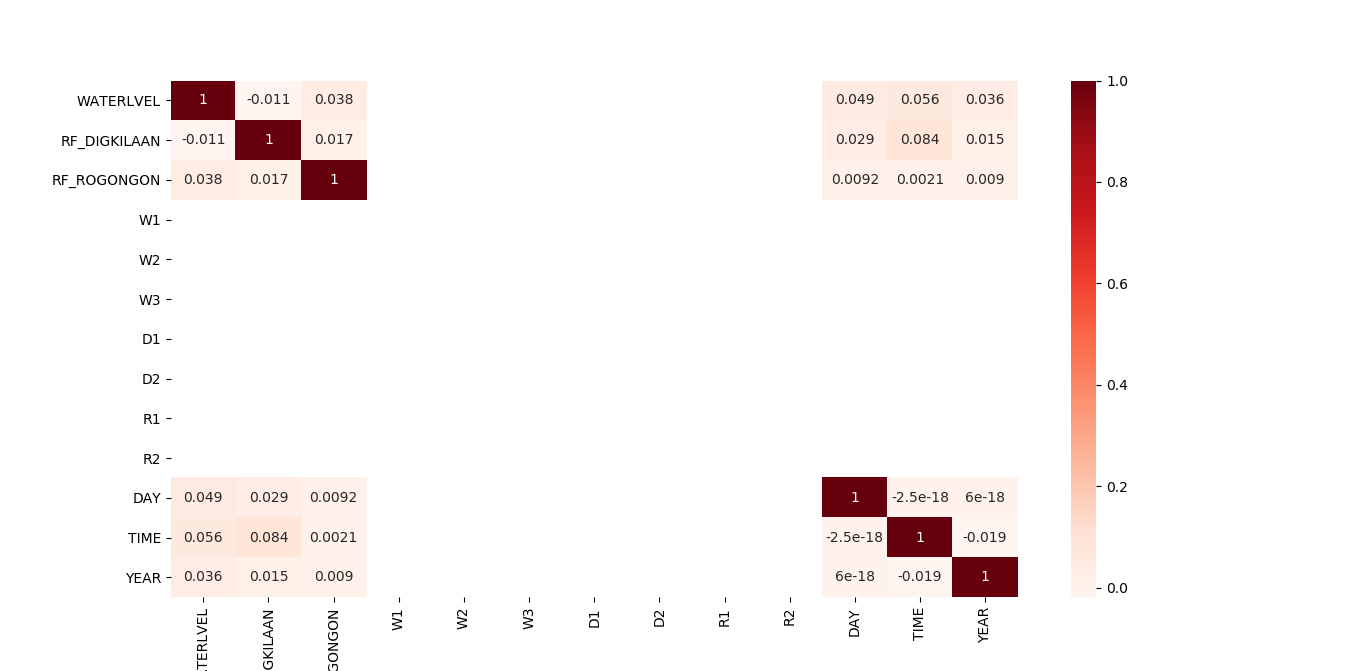 WATERLVEL 1 -0.011 0.038 0.049 0.056 0.036 1.0
RF_DIGKILAAN -0.011 1 0.017 0.029 0.084 0.015
RF_ROGONGON 0.038 0.017 1 0.0092 0.0021 0.009 0.8
W1
W2
W3 0.6
D1
D2 0.4
R1
R2
DAY 0.049 0.029 0.0092 1 -2.5e-18 6e-18 0.2
TIME 0.056 0.084 0.0021 -2.5e-18 1 -0.019
YEAR 0.036 0.015 0.009 6e-18 -0.019 1 0.0
TERLVEL GKILAAN GONGON W1 W2 W3 D1 D2 R1 R2 DAY TIME YEAR